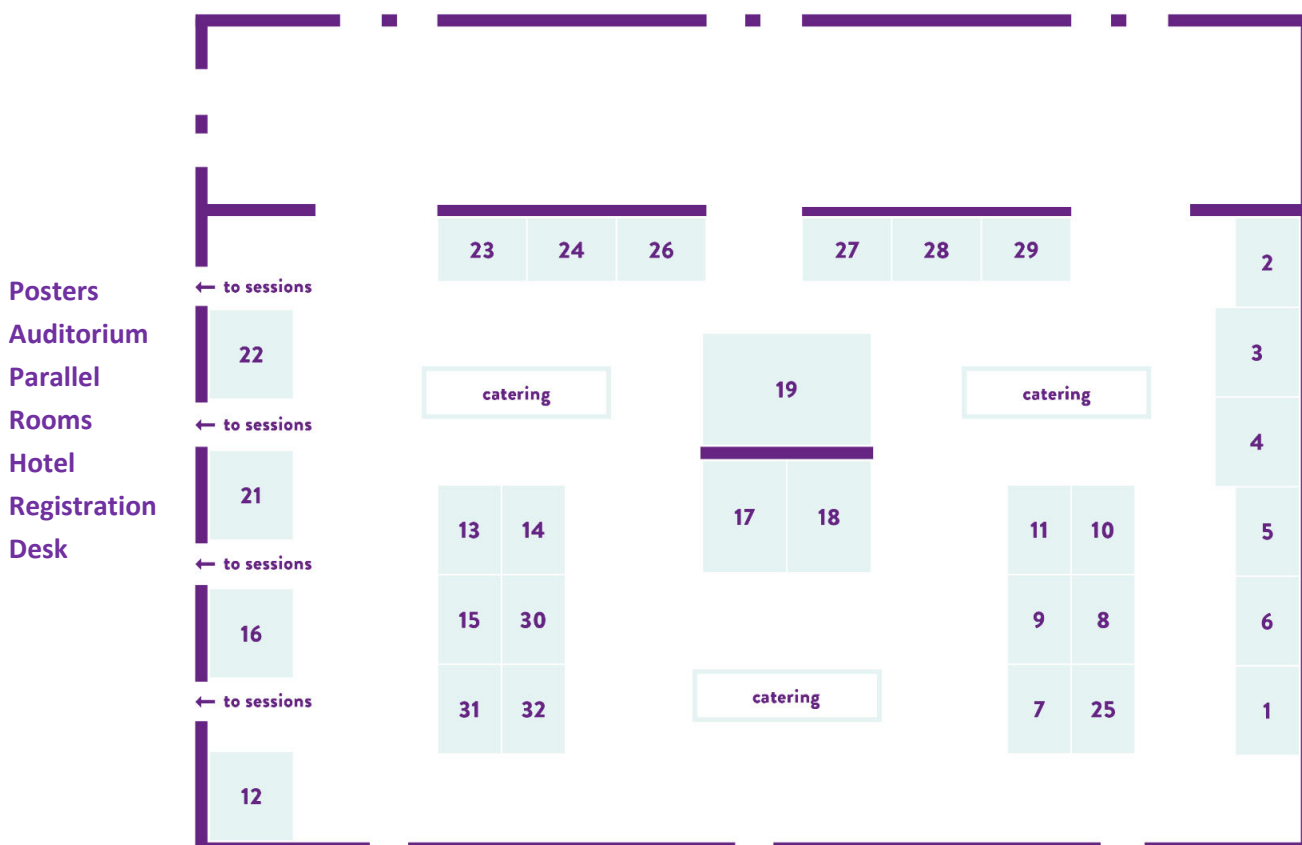 Posters
Auditorium
Parallel
Rooms
Hotel
Registration
Desk
← to sessions
22
← to sessions
21
← to sessions
16
← to sessions
12
23 24 26
27 28 29
2
3
4
5
6
1
catering
19
catering
17 18
13 14
15 30
31 32
11 10
9 8
7 25
catering